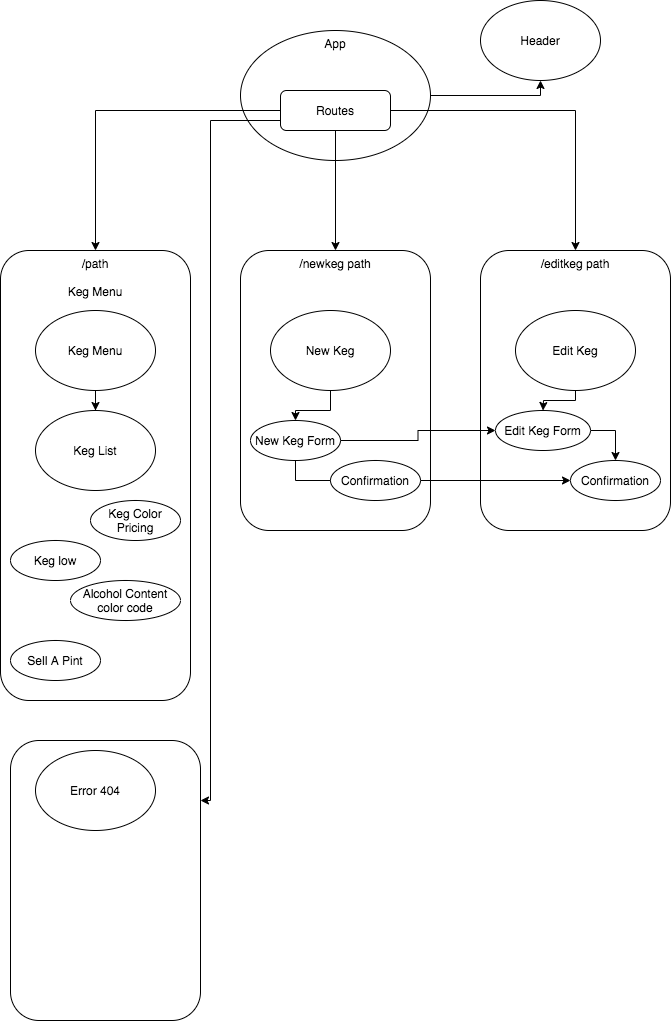 App
Header
Routes
/path
Keg Menu
Keg Menu
Keg List
Keg Color
Pricing
Keg low
Alcohol Content
color code
Sell A Pint
/newkeg path
New Keg
New Keg Form
Confirmation
/editkeg path
Edit Keg
Edit Keg Form
Confirmation
Error 404